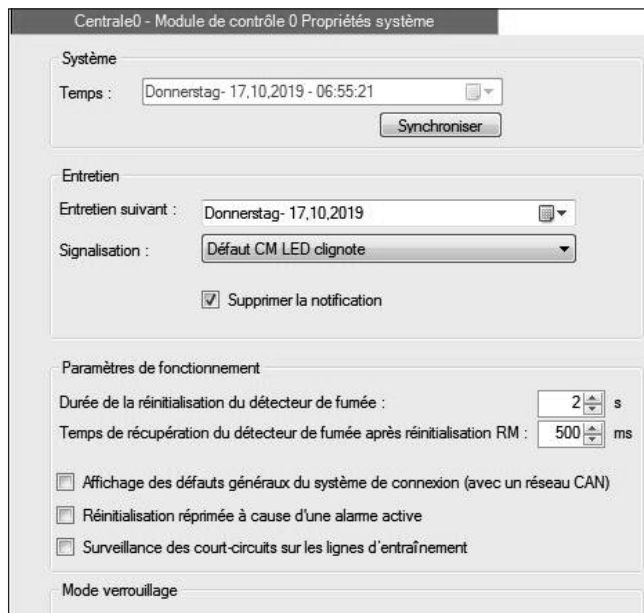 Centrale0 - Module de contrôle 0 Propriétés système
Système
Temps : Donnerstag- 17,10,2019 - 06:55:21
Synchroniser
Entretien
Entretien suivant : Donnerstag- 17,10,2019
Signalisation : Défaut CM LED clignote
Supprimer la notification
Paramètres de fonctionnement
Durée de la réinitialisation du détecteur de fumée : 2 s
Temps de récupération du détecteur de fumée après réinitialisation RM : 500 ms
Affichage des défauts généraux du système de connexion (avec un réseau CAN)
Réinitialisation réprimée à cause d'une alarme active
Surveillance des court-circuits sur les lignes d'entraînement
Mode verrouillage